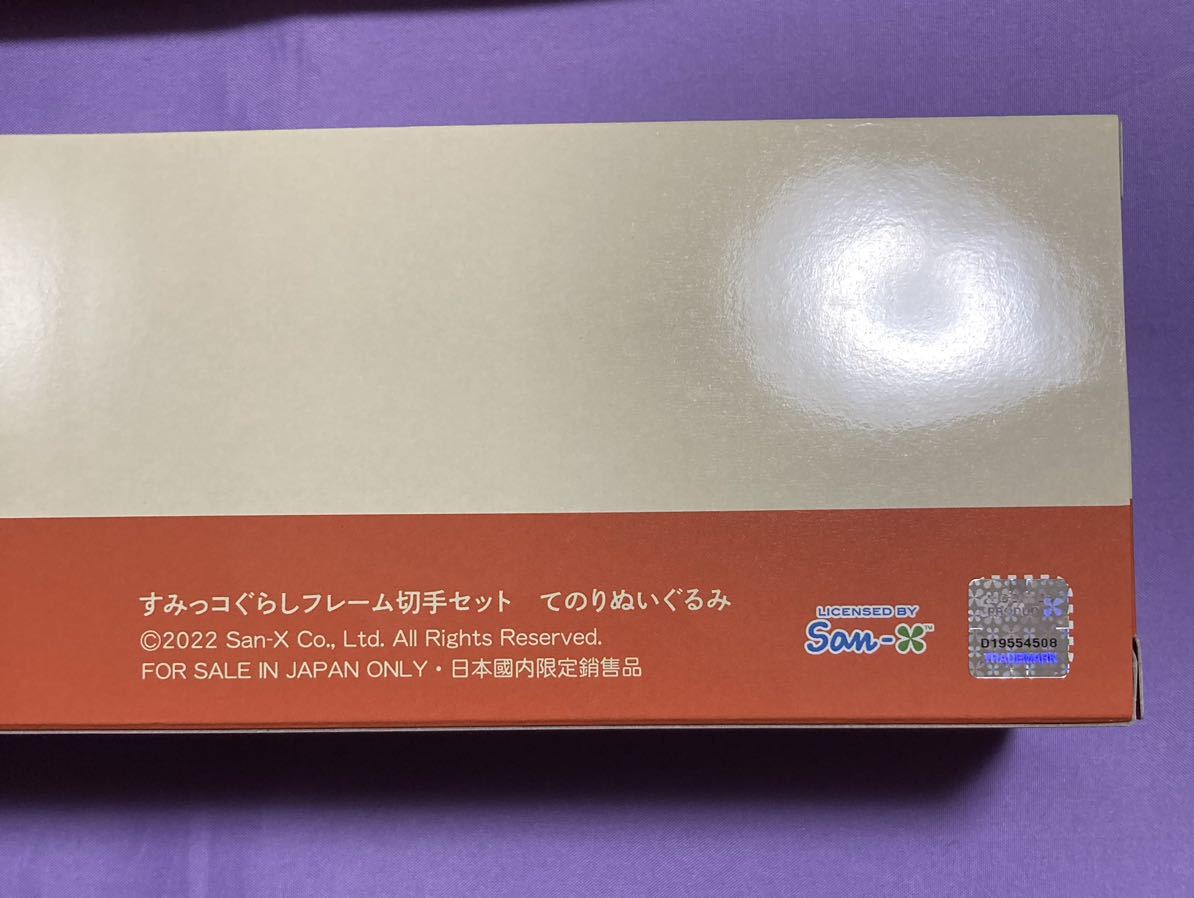 すみっコぐらしフレーム切手セット　てのりぬいぐるみ
©2022 San-X Co., Ltd. All Rights Reserved.
FOR SALE IN JAPAN ONLY・日本國内限定銷售品
LICENSED BY
San-X™
PRODUC
D19554508
TRADEMARK